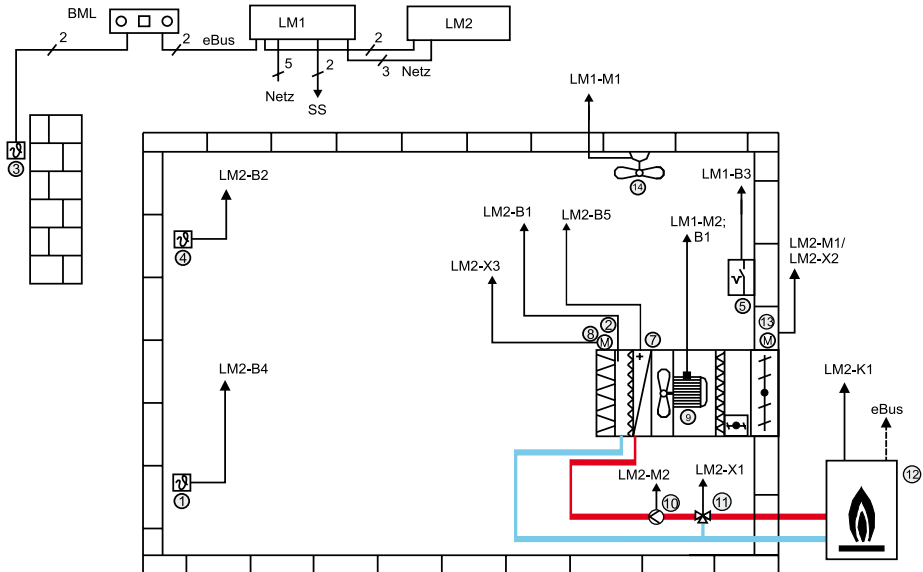 BML
LM1
LM2
2
2
eBus
2
5
2
3
Netz
Netz
SS
LM1-M1
3
LM2-B2
LM1-B3
LM2-B1
LM2-B5
LM1-M2;
B1
14
LM2-M1/
LM2-X2
4
LM2-X3
5
8
M
2
7
13
M
LM2-B4
+
9
LM2-K1
eBus
1
LM2-M2
LM2-X1
10
11
12